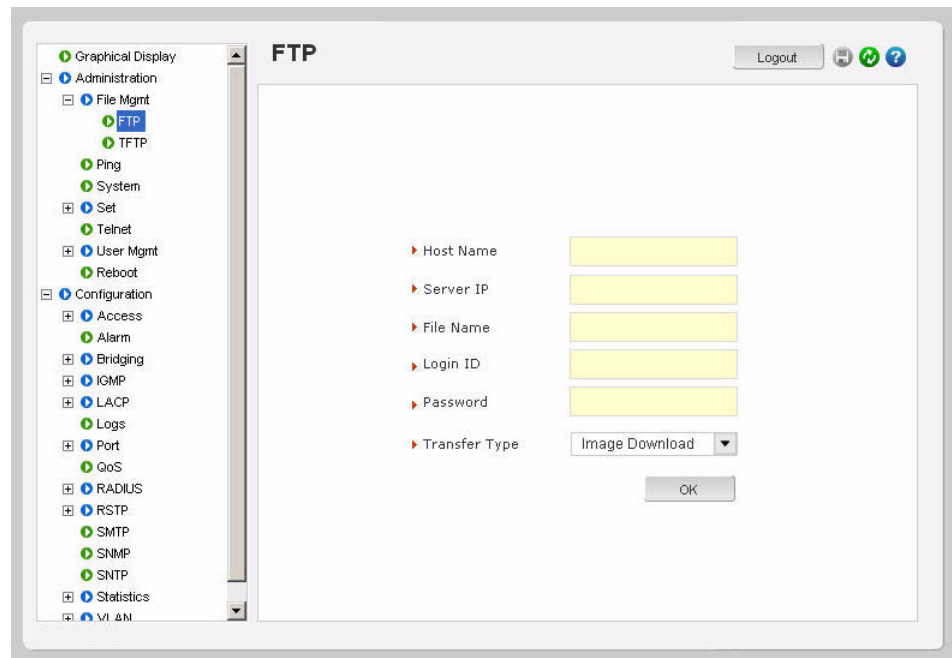 FTP
Logout
Graphical Display
Administration
File Mgmt
FTP
TFTP
Ping
System
Set
Telnet
User Mgmt
Reboot
Configuration
Access
Alarm
Bridging
IGMP
LACP
Logs
Port
QoS
RADIUS
RSTP
SMTP
SNMP
SNTP
Statistics
VLAN
Host Name
Server IP
File Name
Login ID
Password
Transfer Type Image Download
OK